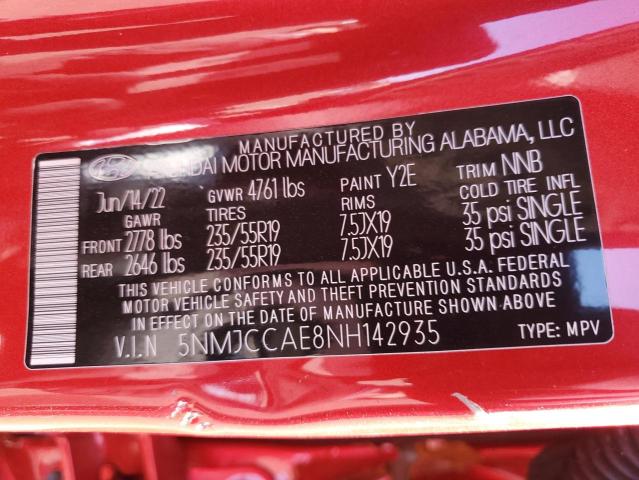 MANUFACTURED BY
HYUNDAI MOTOR MANUFACTURING ALABAMA, LLC
Jun/14/22 GVWR 4761 lbs PAINT Y2E TRIM NNB
GAWR TIRES RIMS COLD TIRE INFL
FRONT 2778 lbs 235/55R19 7.5JX19 35 psi SINGLE
REAR 2646 lbs 235/55R19 7.5JX19 35 psi SINGLE
THIS VEHICLE CONFORMS TO ALL APPLICABLE U.S.A. FEDERAL
MOTOR VEHICLE SAFETY AND THEFT PREVENTION STANDARDS
IN EFFECT ON THE DATE OF MANUFACTURE SHOWN ABOVE
V.I.N 5NMJCCAE8NH142935 TYPE: MPV